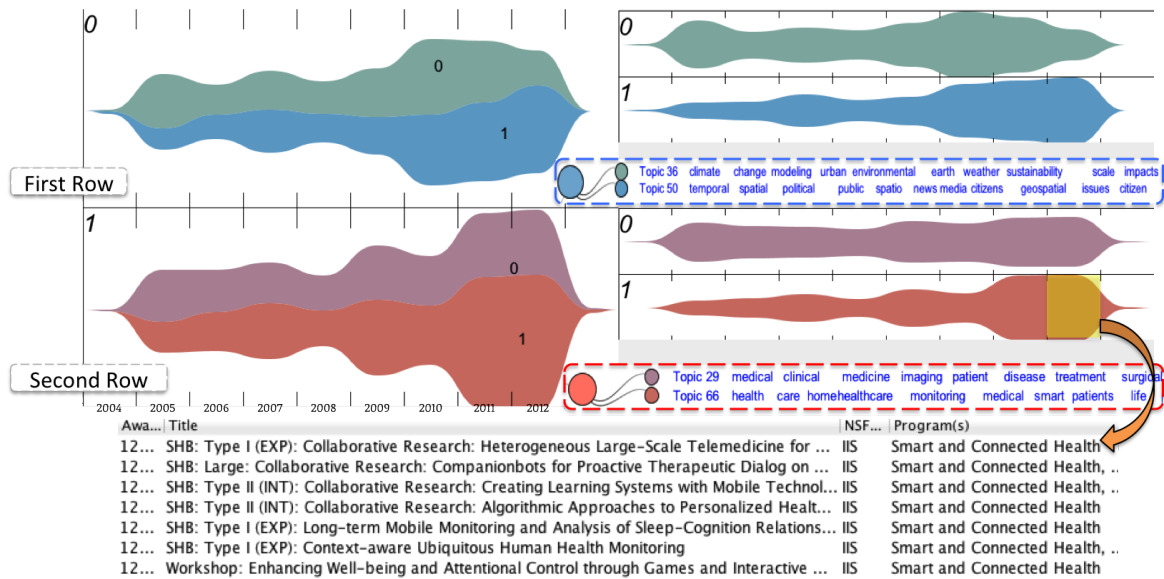 0
0
1
First Row
0
1
Topic 36 climate change modeling urban environmental earth weather sustainability scale impacts
Topic 50 temporal spatial political public spatio news media citizens geospatial issues citizen
1
0
1
Second Row
2004 2005 2006 2007 2008 2009 2010 2011 2012
0
1
Topic 29 medical clinical medicine imaging patient disease treatment surgical
Topic 66 health care homehealthcare monitoring medical smart patients life
Awa... Title NSF... Program(s)
12... SHB: Type I (EXP): Collaborative Research: Heterogeneous Large-Scale Telemedicine for ... IIS Smart and Connected Health
12... SHB: Large: Collaborative Research: Companionbots for Proactive Therapeutic Dialog on ... IIS Smart and Connected Health, ..
12... SHB: Type II (INT): Collaborative Research: Creating Learning Systems with Mobile Technol... IIS Smart and Connected Health, ..
12... SHB: Type II (INT): Collaborative Research: Algorithmic Approaches to Personalized Healt... IIS Smart and Connected Health
12... SHB: Type I (EXP): Long-term Mobile Monitoring and Analysis of Sleep-Cognition Relations... IIS Smart and Connected Health
12... SHB: Type I (EXP): Context-aware Ubiquitous Human Health Monitoring IIS Smart and Connected Health, ..
12... Workshop: Enhancing Well-being and Attentional Control through Games and Interactive ... IIS Smart and Connected Health